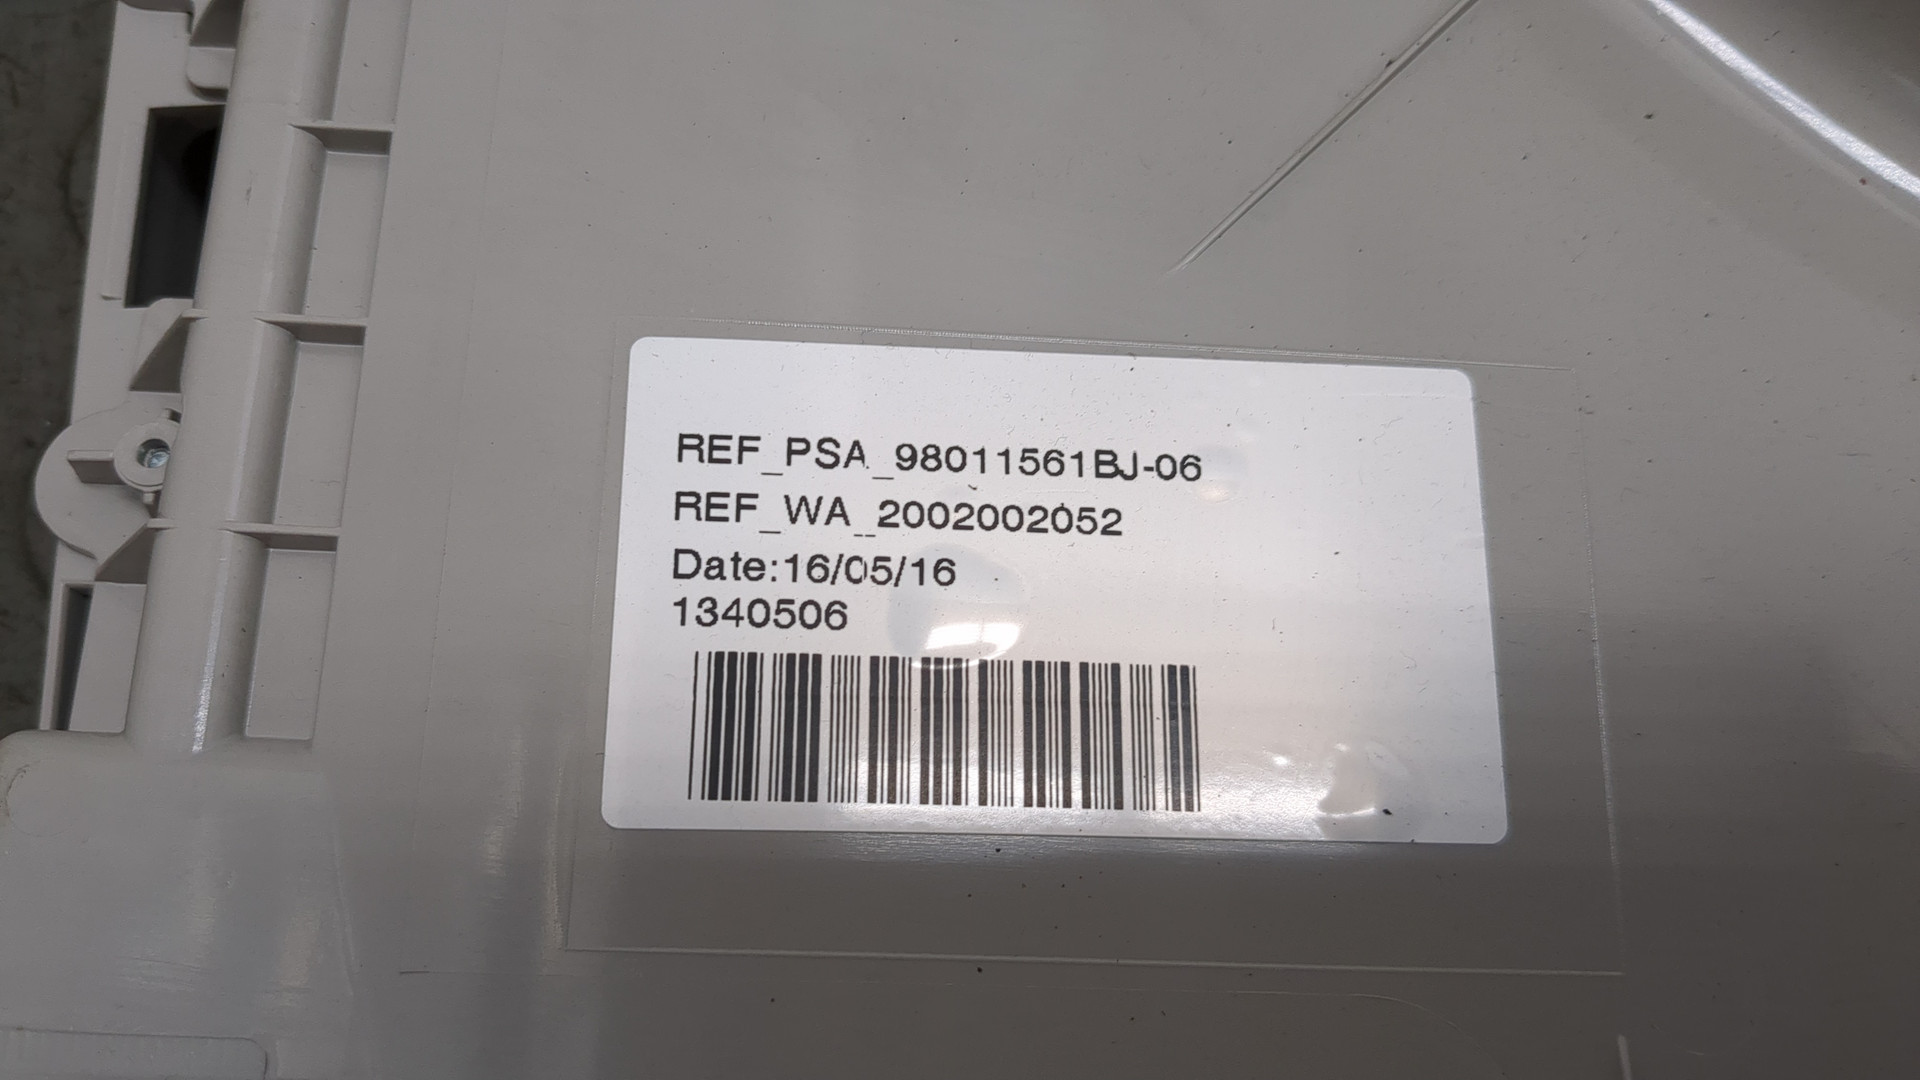 REF_PSA_98011561BJ-06
REF_WA_2002002052
Date:16/05/16
1340506